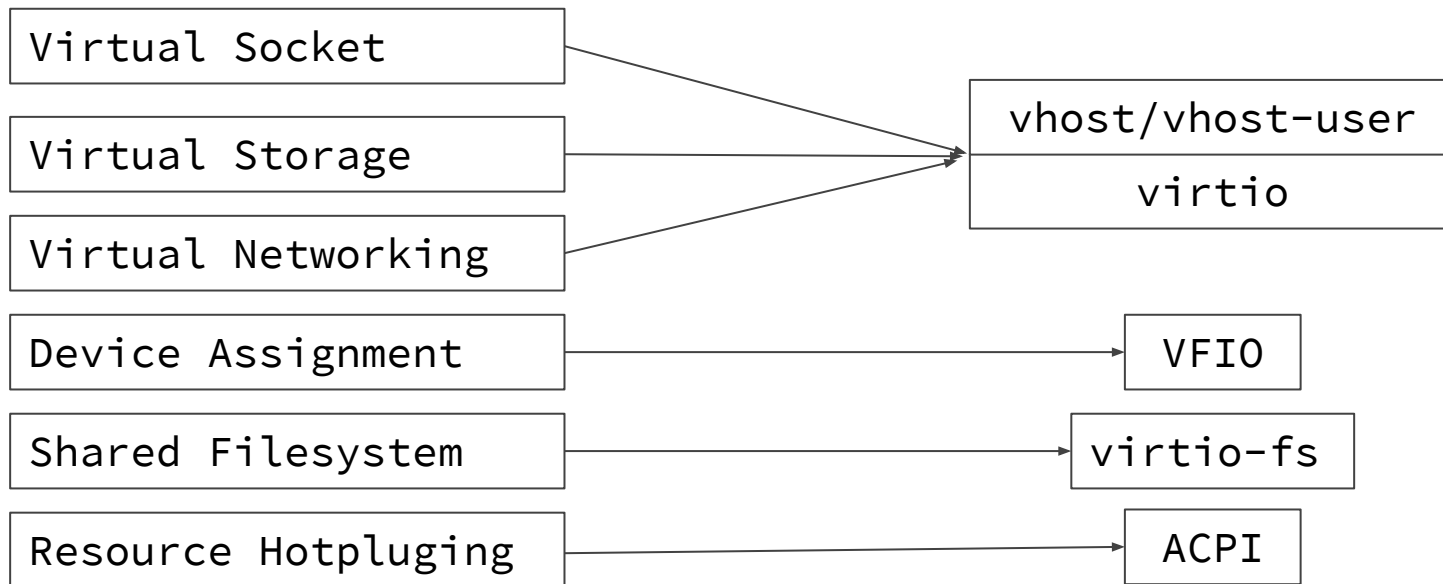 Virtual Socket
Virtual Storage
Virtual Networking
Device Assignment
Shared Filesystem
Resource Hotpluging
vhost/vhost-user
virtio
VFIO
virtio-fs
ACPI